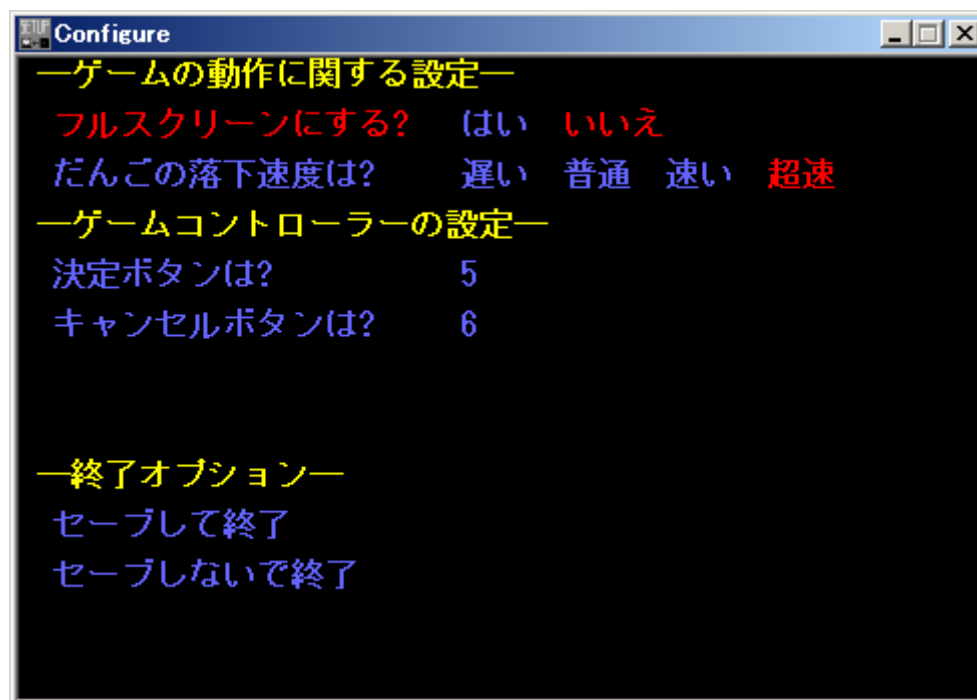 Configure
―ゲームの動作に関する設定―
フルスクリーンにする? はい いいえ
だんごの落下速度は? 遅い 普通 速い 超速
―ゲームコントローラーの設定―
決定ボタンは? 5
キャンセルボタンは? 6
―終了オプション―
セーブして終了
セーブしないで終了